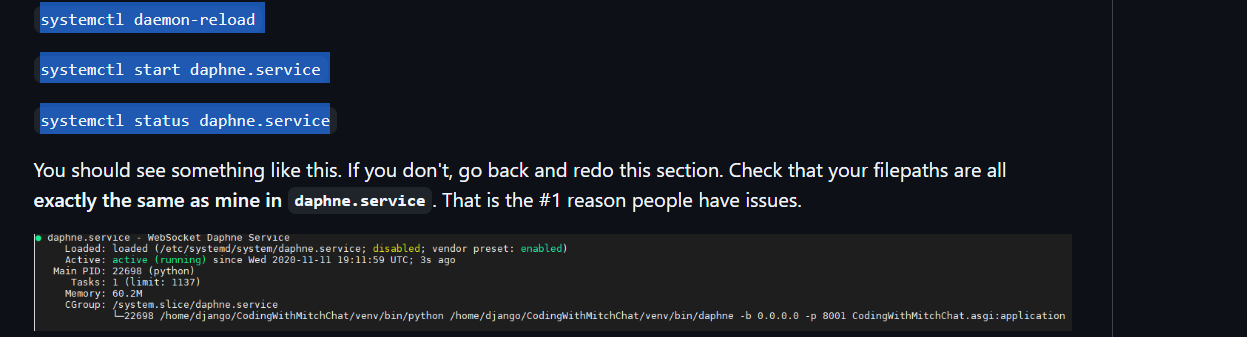 systemctl daemon-reload
systemctl start daphne.service
systemctl status daphne.service
You should see something like this. If you don't, go back and redo this section. Check that your filepaths are all
exactly the same as mine in daphne.service. That is the #1 reason people have issues.
● daphne.service - WebSocket Daphne Service
Loaded: loaded (/etc/systemd/system/daphne.service; disabled; vendor preset: enabled)
Active: active (running) since Wed 2020-11-11 19:11:59 UTC; 3s ago
Main PID: 22698 (python)
Tasks: 1 (limit: 1137)
Memory: 60.2M
CGroup: /system.slice/daphne.service
└─22698 /home/django/CodingWithMitchChat/venv/bin/python /home/django/CodingWithMitchChat/venv/bin/daphne -b 0.0.0.0 -p 8001 CodingWithMitchChat.asgi:application